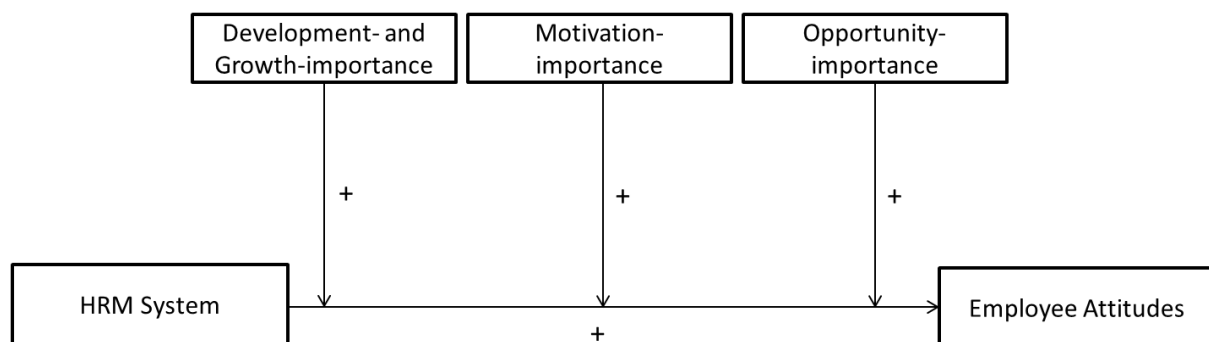 Development- and
Growth-importance
Motivation-
importance
Opportunity-
importance
+
+
+
HRM System
Employee Attitudes
+